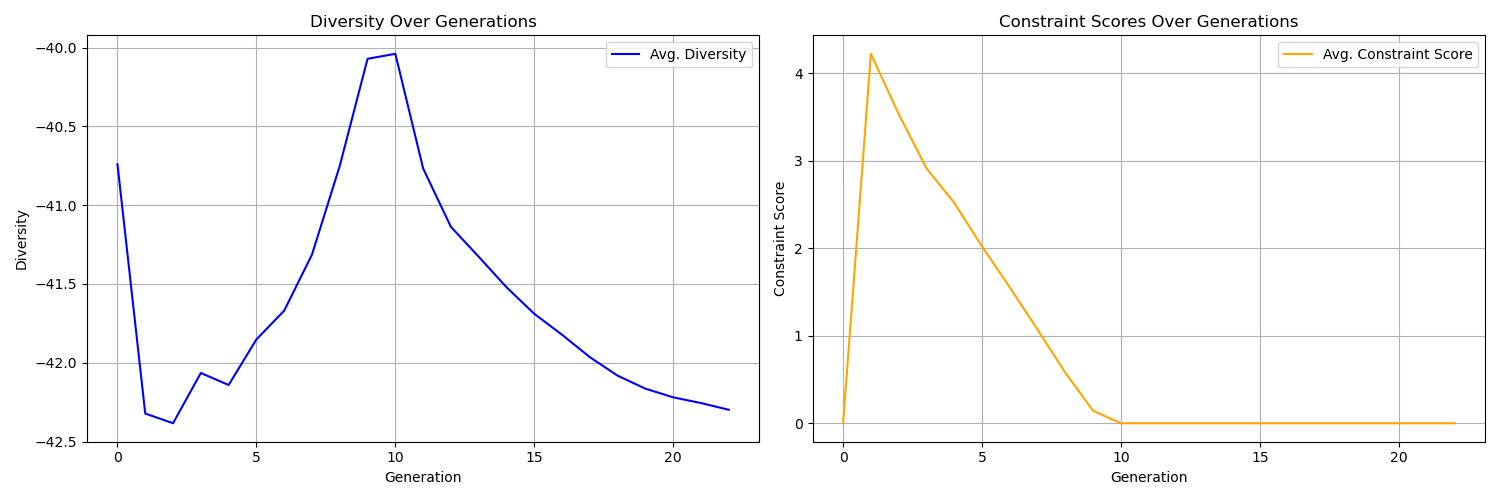 Diversity Over Generations
Avg. Diversity
−40.0
−40.5
−41.0
−41.5
−42.0
−42.5
Diversity
0 5 10 15 20
Generation
Constraint Scores Over Generations
Avg. Constraint Score
4
3
2
1
0
Constraint Score
0 5 10 15 20
Generation